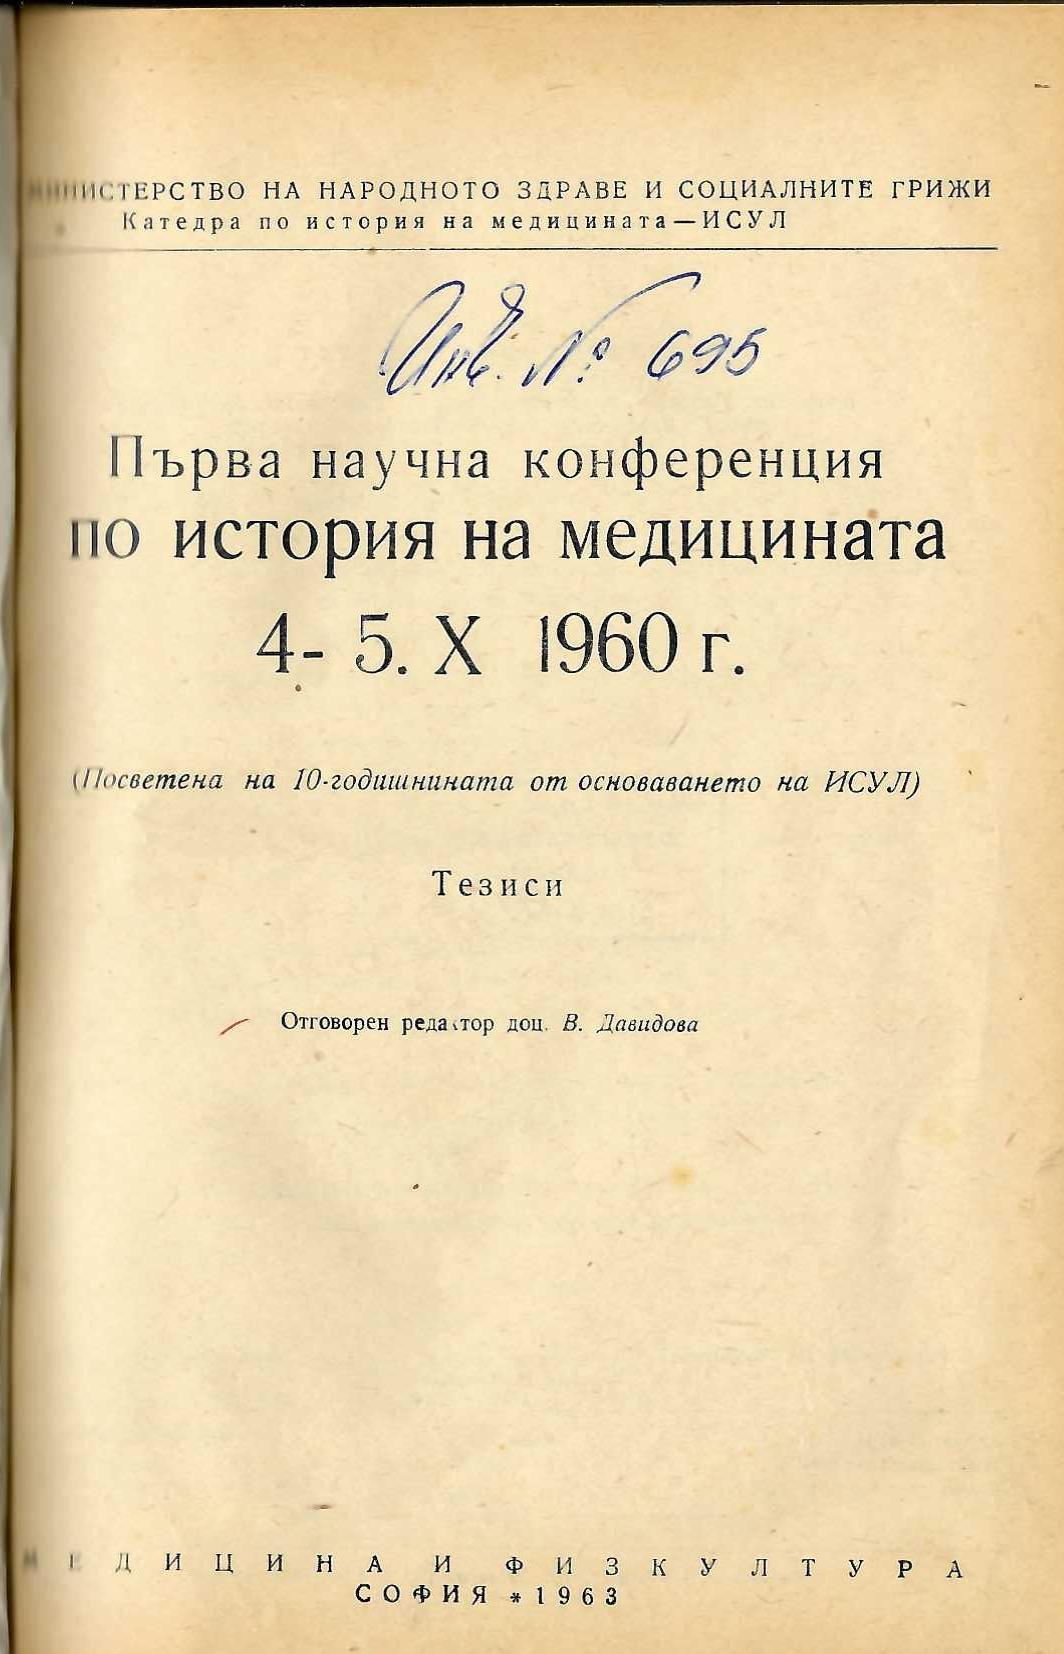 МИНИСТЕРСТВО НА НАРОДНОТО ЗДРАВЕ И СОЦИАЛНИТЕ ГРИЖИ
Катедра по история на медицината — ИСУЛ
Инв. № 695
Първа научна конференция
по история на медицината
4- 5. X 1960 г.
(Посветена на 10-годишнината от основаването на ИСУЛ)
Тезиси
Отговорен редактор доц. В. Давидова
МЕДИЦИНА И ФИЗКУЛТУРА
СОФИЯ * 1963